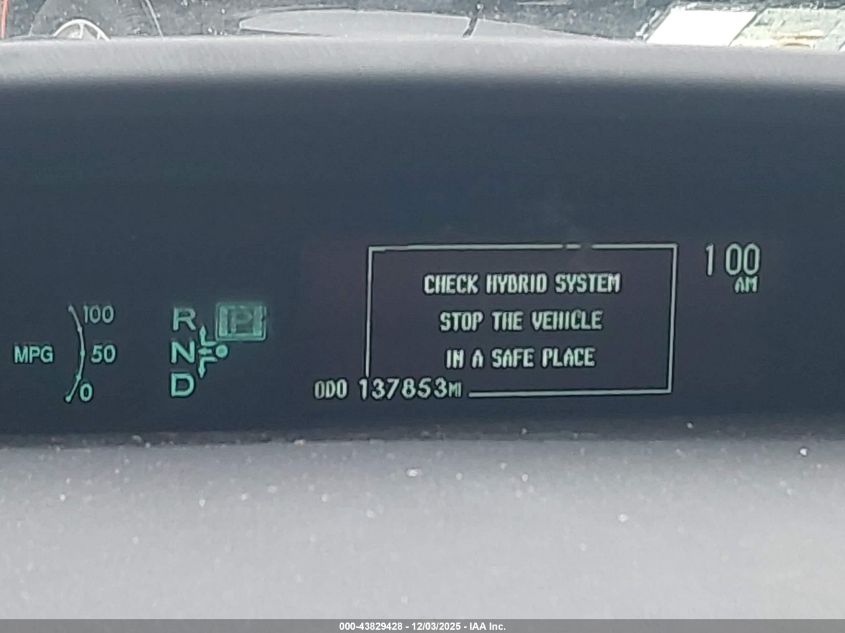 100
MPG 50
0
R P
N
D
CHECK HYBRID SYSTEM
STOP THE VEHICLE
IN A SAFE PLACE
ODO 137853MI
1 00
AM
000-43829428 - 12/03/2025 - IAA Inc.